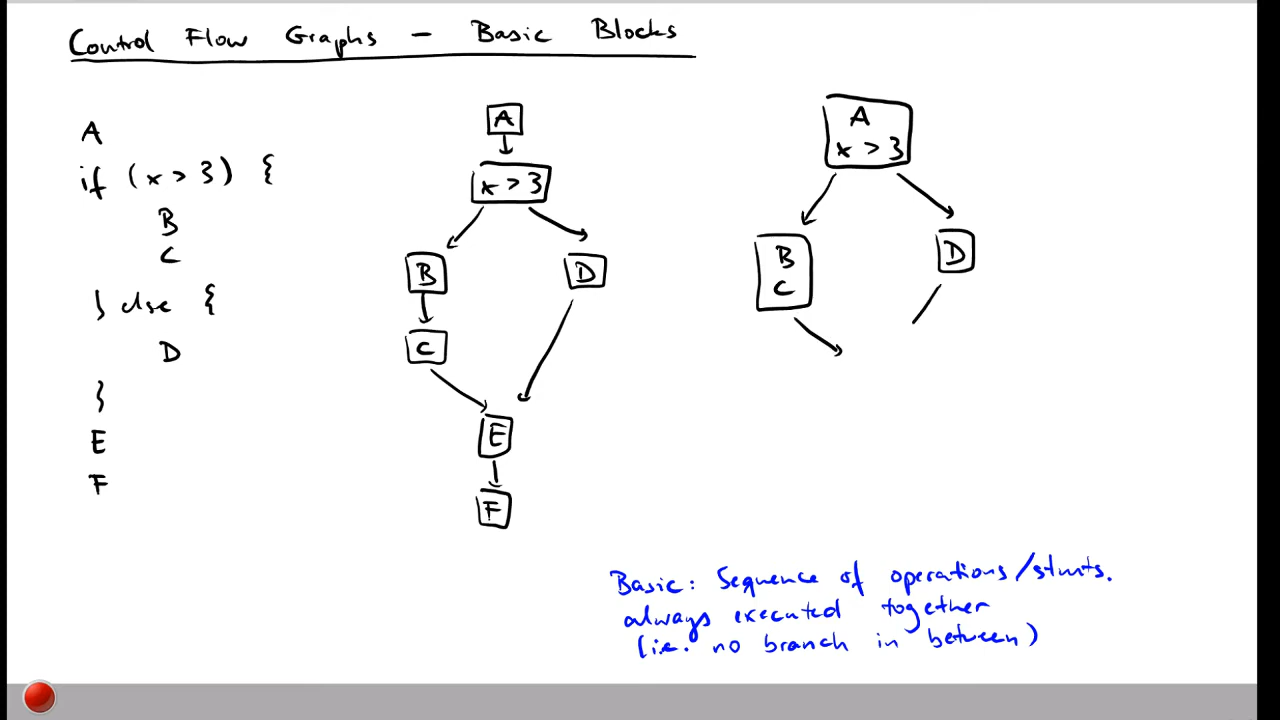 Control Flow Graphs - Basic Blocks
A
if (x > 3) {
B
C
} else {
D
}
E
F
A
x > 3
B
D
C
E
F
A
x > 3
B
C
D
Basic: Sequence of operations/stmts.
always executed together
(i.e. no branch in between)